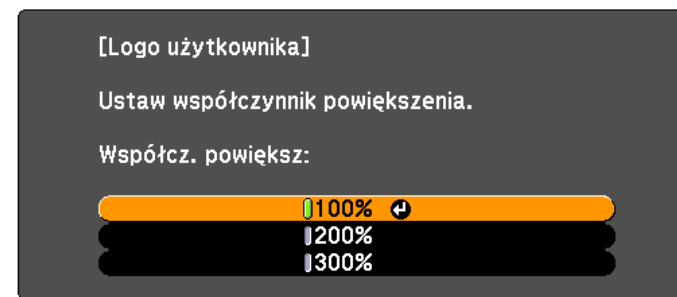 [Logo użytkownika]
Ustaw współczynnik powiększenia.
Współcz. powiększ:
100%
200%
300%